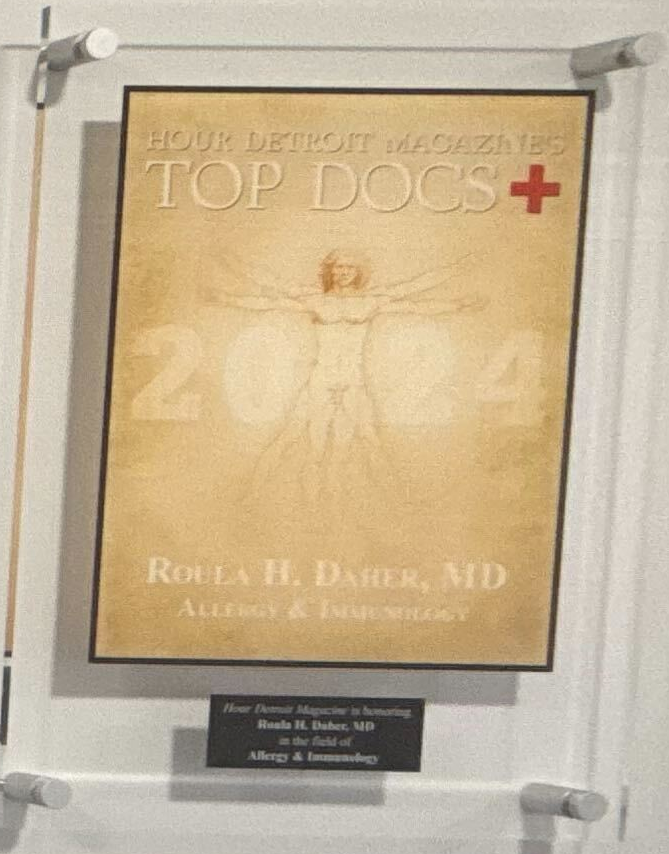 HOUR DETROIT MAGAZINE'S
TOP DOCS
2024
ROULA H. DAHER, MD
ALLERGY & IMMUNOLOGY
Hour Detroit Magazine is honoring
Roula H. Daher, MD
in the field of
Allergy & Immunology